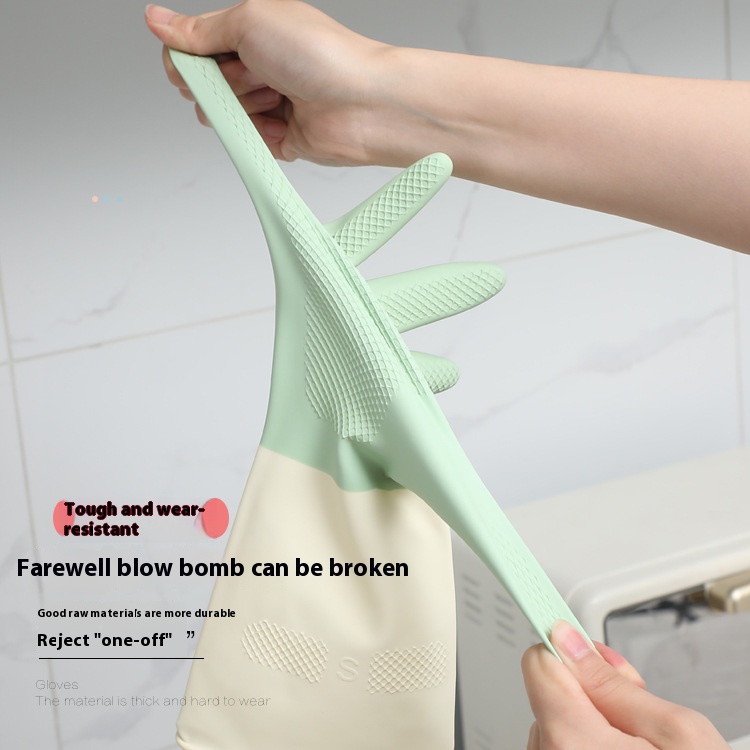 Tough and wear-
resistant
Farewell blow bomb can be broken
Good raw materials are more durable
Reject "one-off" ”
Gloves
The material is thick and hard to wear
S